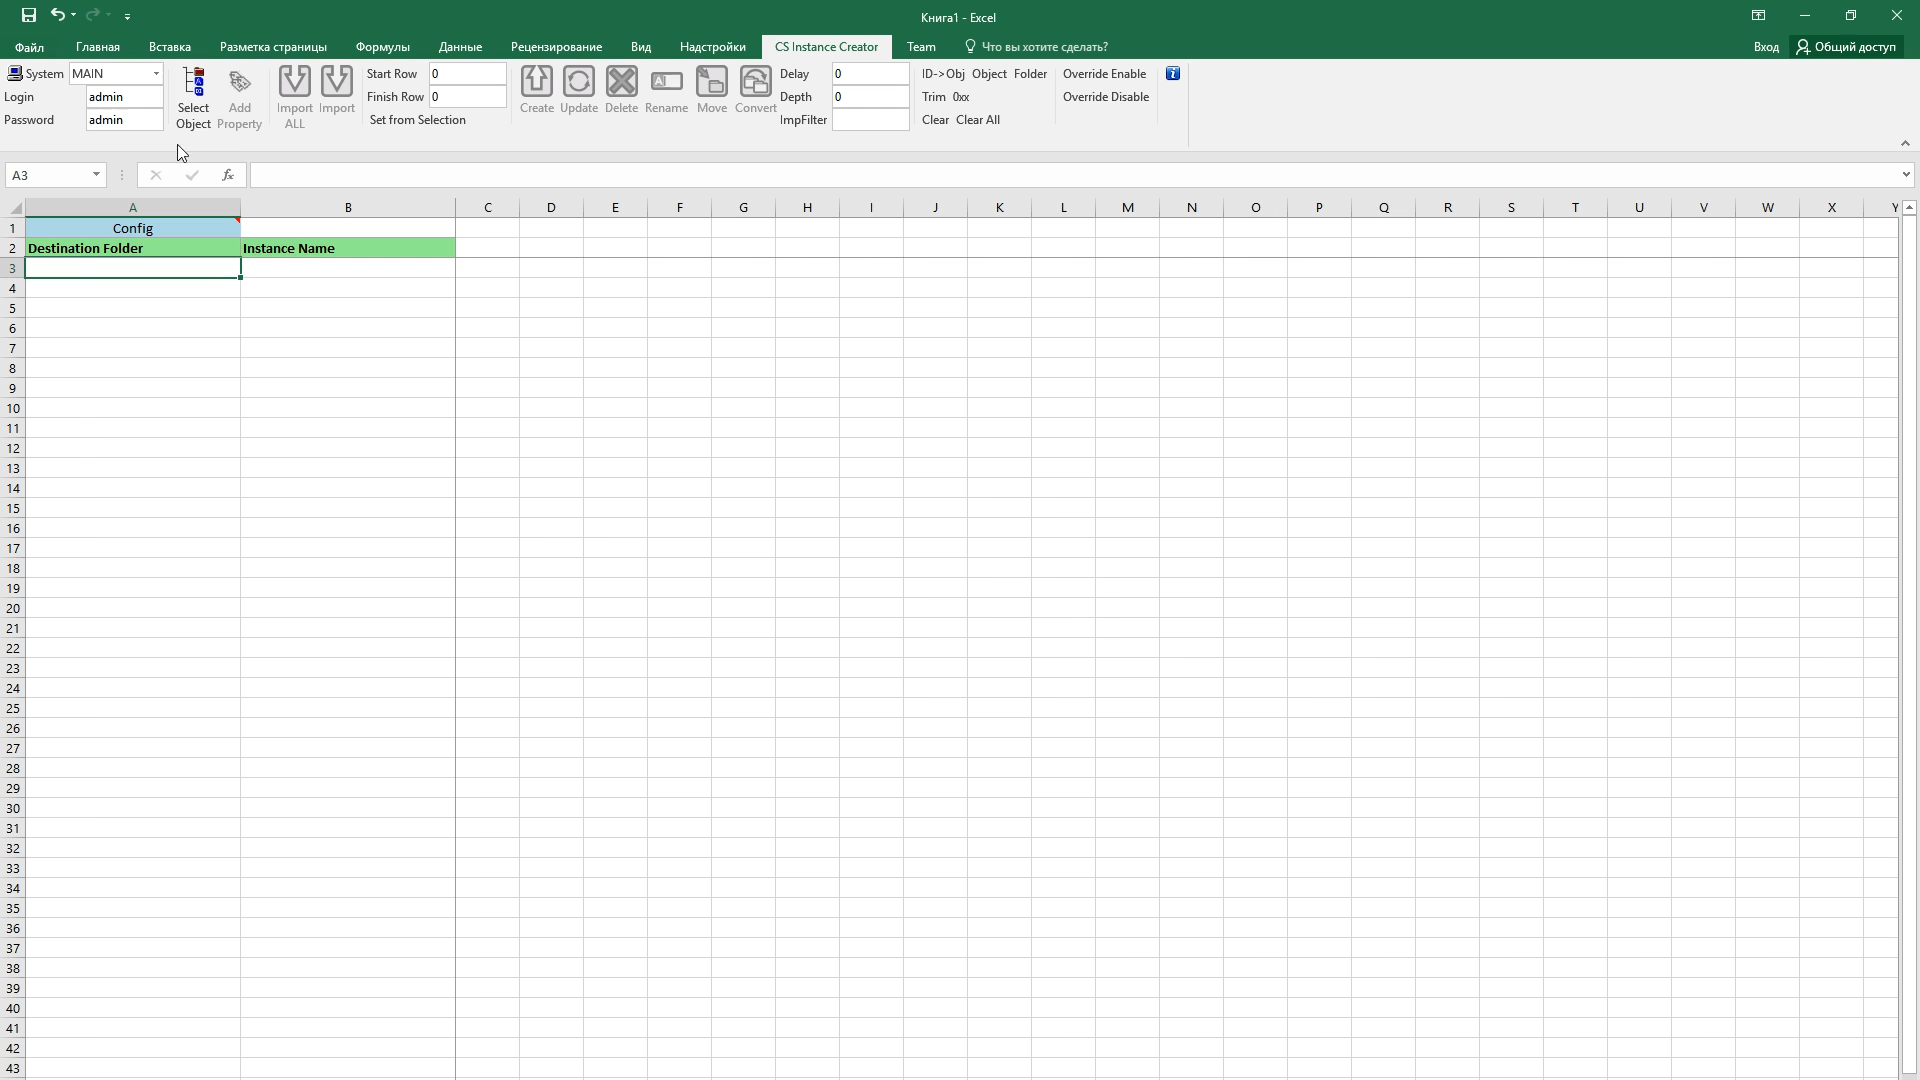 Книга1 - Excel
Файл Главная Вставка Разметка страницы Формулы Данные Рецензирование Вид Надстройки CS Instance Creator Team Что вы хотите сделать? Вход Общий доступ
System MAIN
Login admin
Password admin
Select Object
Add Property
Import ALL
Import
Start Row 0
Finish Row 0
Set from Selection
Create Update Delete Rename Move Convert
Delay 0
Depth 0
ImpFilter
ID->Obj Object Folder
Trim 0xx
Clear Clear All
Override Enable
Override Disable
A3 fx
A B C D E F G H I J K L M N O P Q R S T U V W X Y
1 Config
2 Destination Folder Instance Name
3
4
5
6
7
8
9
10
11
12
13
14
15
16
17
18
19
20
21
22
23
24
25
26
27
28
29
30
31
32
33
34
35
36
37
38
39
40
41
42
43